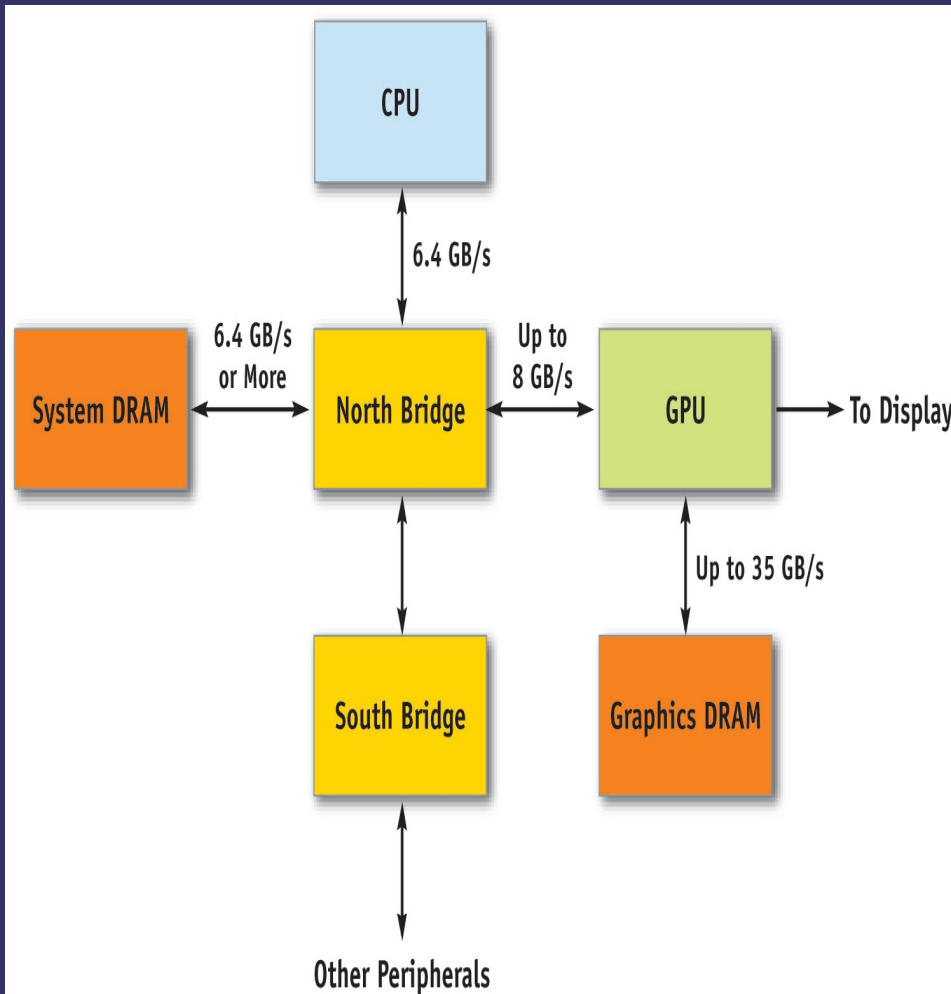 CPU
6.4 GB/s
6.4 GB/s
or More
Up to
8 GB/s
System DRAM
North Bridge
GPU
To Display
Up to 35 GB/s
South Bridge
Graphics DRAM
Other Peripherals